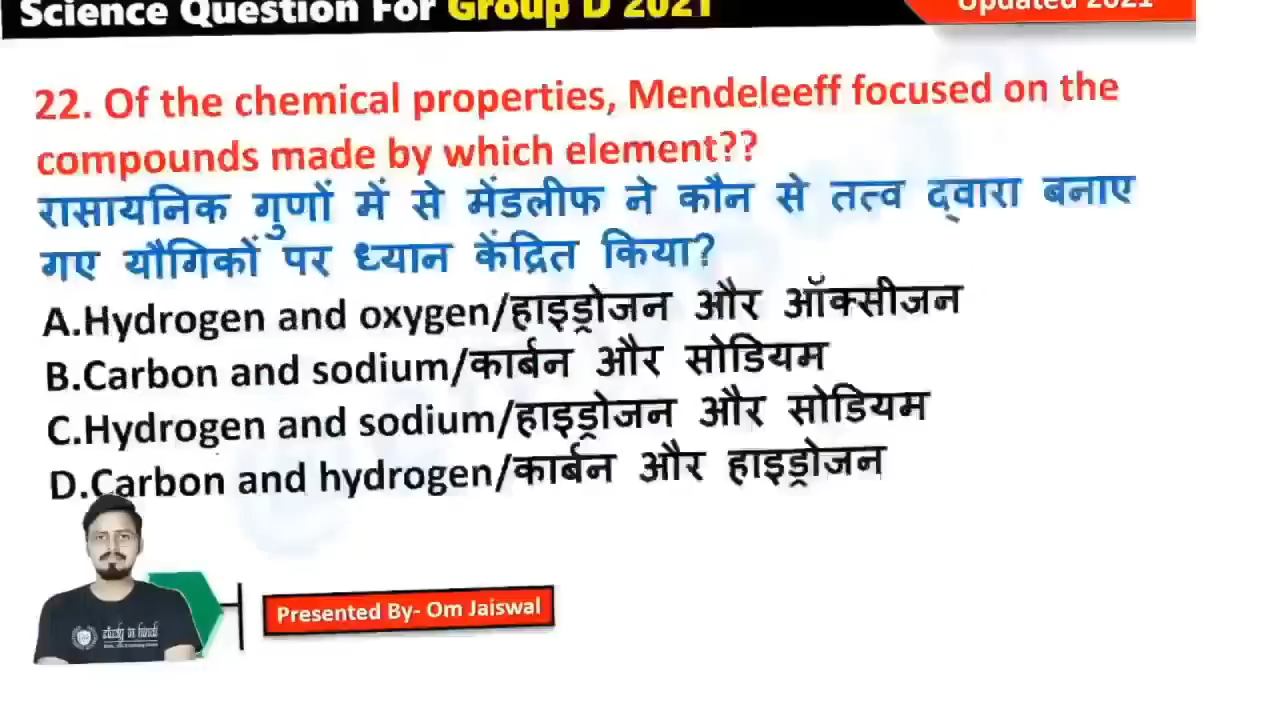 Science Question For Group D 2021
Updated 2021
22. Of the chemical properties, Mendeleeff focused on the
compounds made by which element??
रासायनिक गुणों में से मेंडलीफ ने कौन से तत्व द्वारा बनाए
गए यौगिकों पर ध्यान केंद्रित किया?
A.Hydrogen and oxygen/हाइड्रोजन और ऑक्सीजन
B.Carbon and sodium/कार्बन और सोडियम
C.Hydrogen and sodium/हाइड्रोजन और सोडियम
D.Carbon and hydrogen/कार्बन और हाइड्रोजन
Presented By- Om Jaiswal
study in hindi